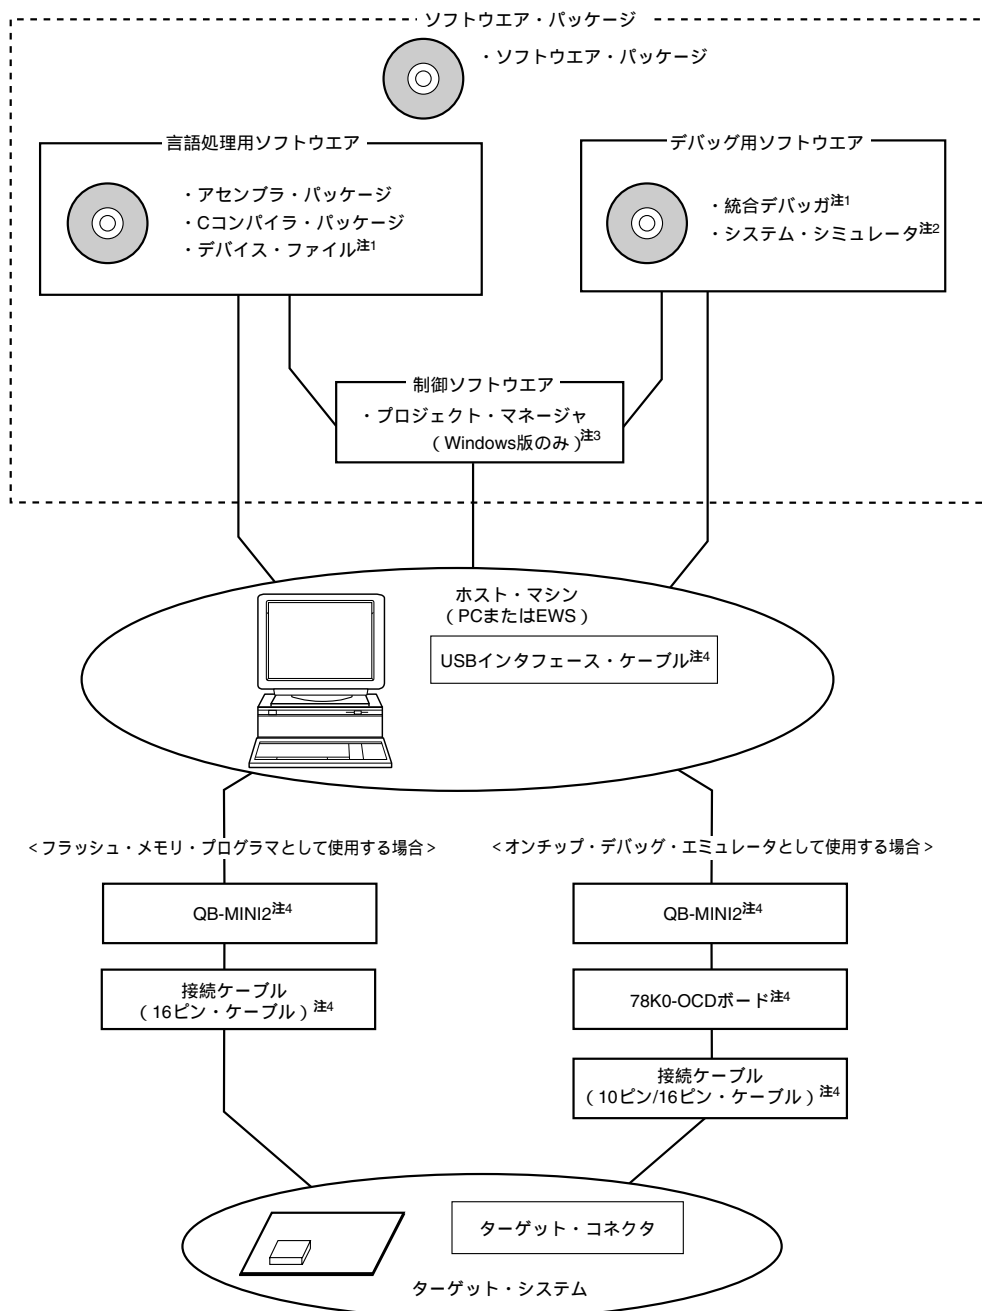 ソフトウエア・パッケージ
・ソフトウエア・パッケージ
言語処理用ソフトウエア
・アセンブラ・パッケージ
・Cコンパイラ・パッケージ
・デバイス・ファイル注1
デバッグ用ソフトウエア
・統合デバッガ注1
・システム・シミュレータ注2
制御ソフトウエア
・プロジェクト・マネージャ
（Windows版のみ）注3
ホスト・マシン
（PCまたはEWS）
USBインタフェース・ケーブル注4
<フラッシュ・メモリ・プログラマとして使用する場合>
QB-MINI2注4
接続ケーブル
（16ピン・ケーブル）注4
<オンチップ・デバッグ・エミュレータとして使用する場合>
QB-MINI2注4
78K0-OCDボード注4
接続ケーブル
（10ピン/16ピン・ケーブル）注4
ターゲット・コネクタ
ターゲット・システム